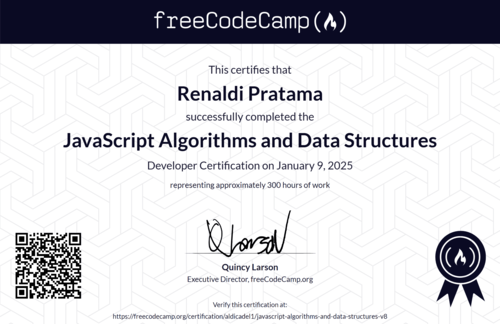 freeCodeCamp(🔥)
This certifies that
Renaldi Pratama
successfully completed the
JavaScript Algorithms and Data Structures
Developer Certification on January 9, 2025
representing approximately 300 hours of work
QLarson
Quincy Larson
Executive Director, freeCodeCamp.org
Verify this certification at:
https://freecodecamp.org/certification/aldicadel1/javascript-algorithms-and-data-structures-v8